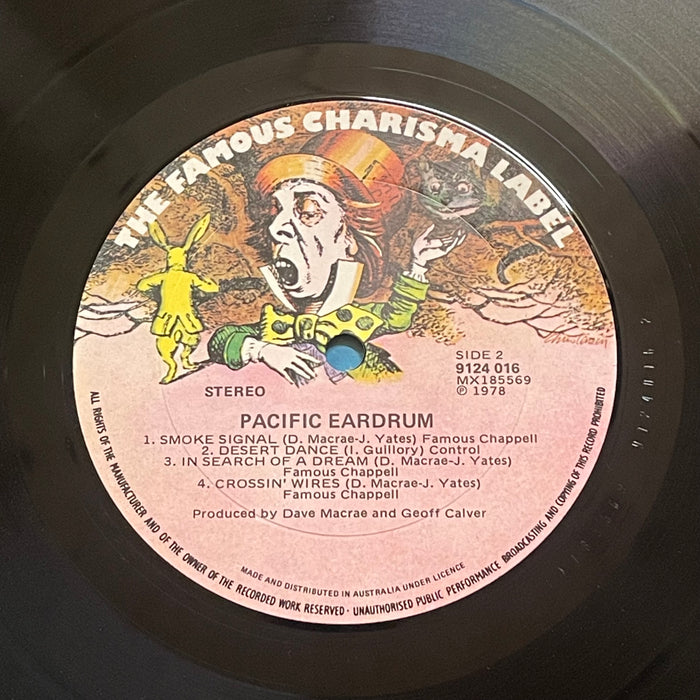 THE FAMOUS CHARISMA LABEL
SIDE 2
9124 016
MX185569
STEREO
℗ 1978
PACIFIC EARDRUM
1. SMOKE SIGNAL (D. Macrae-J. Yates) Famous Chappell
2. DESERT DANCE (I. Guillory) Control
3. IN SEARCH OF A DREAM (D. Macrae-J. Yates)
Famous Chappell
4. CROSSIN' WIRES (D. Macrae-J. Yates)
Famous Chappell
Produced by Dave Macrae and Geoff Calver
MADE AND DISTRIBUTED IN AUSTRALIA UNDER LICENCE
ALL RIGHTS OF THE MANUFACTURER AND OF THE OWNER OF THE RECORDED WORK RESERVED · UNAUTHORISED PUBLIC PERFORMANCE BROADCASTING AND COPYING OF THIS RECORD PROHIBITED